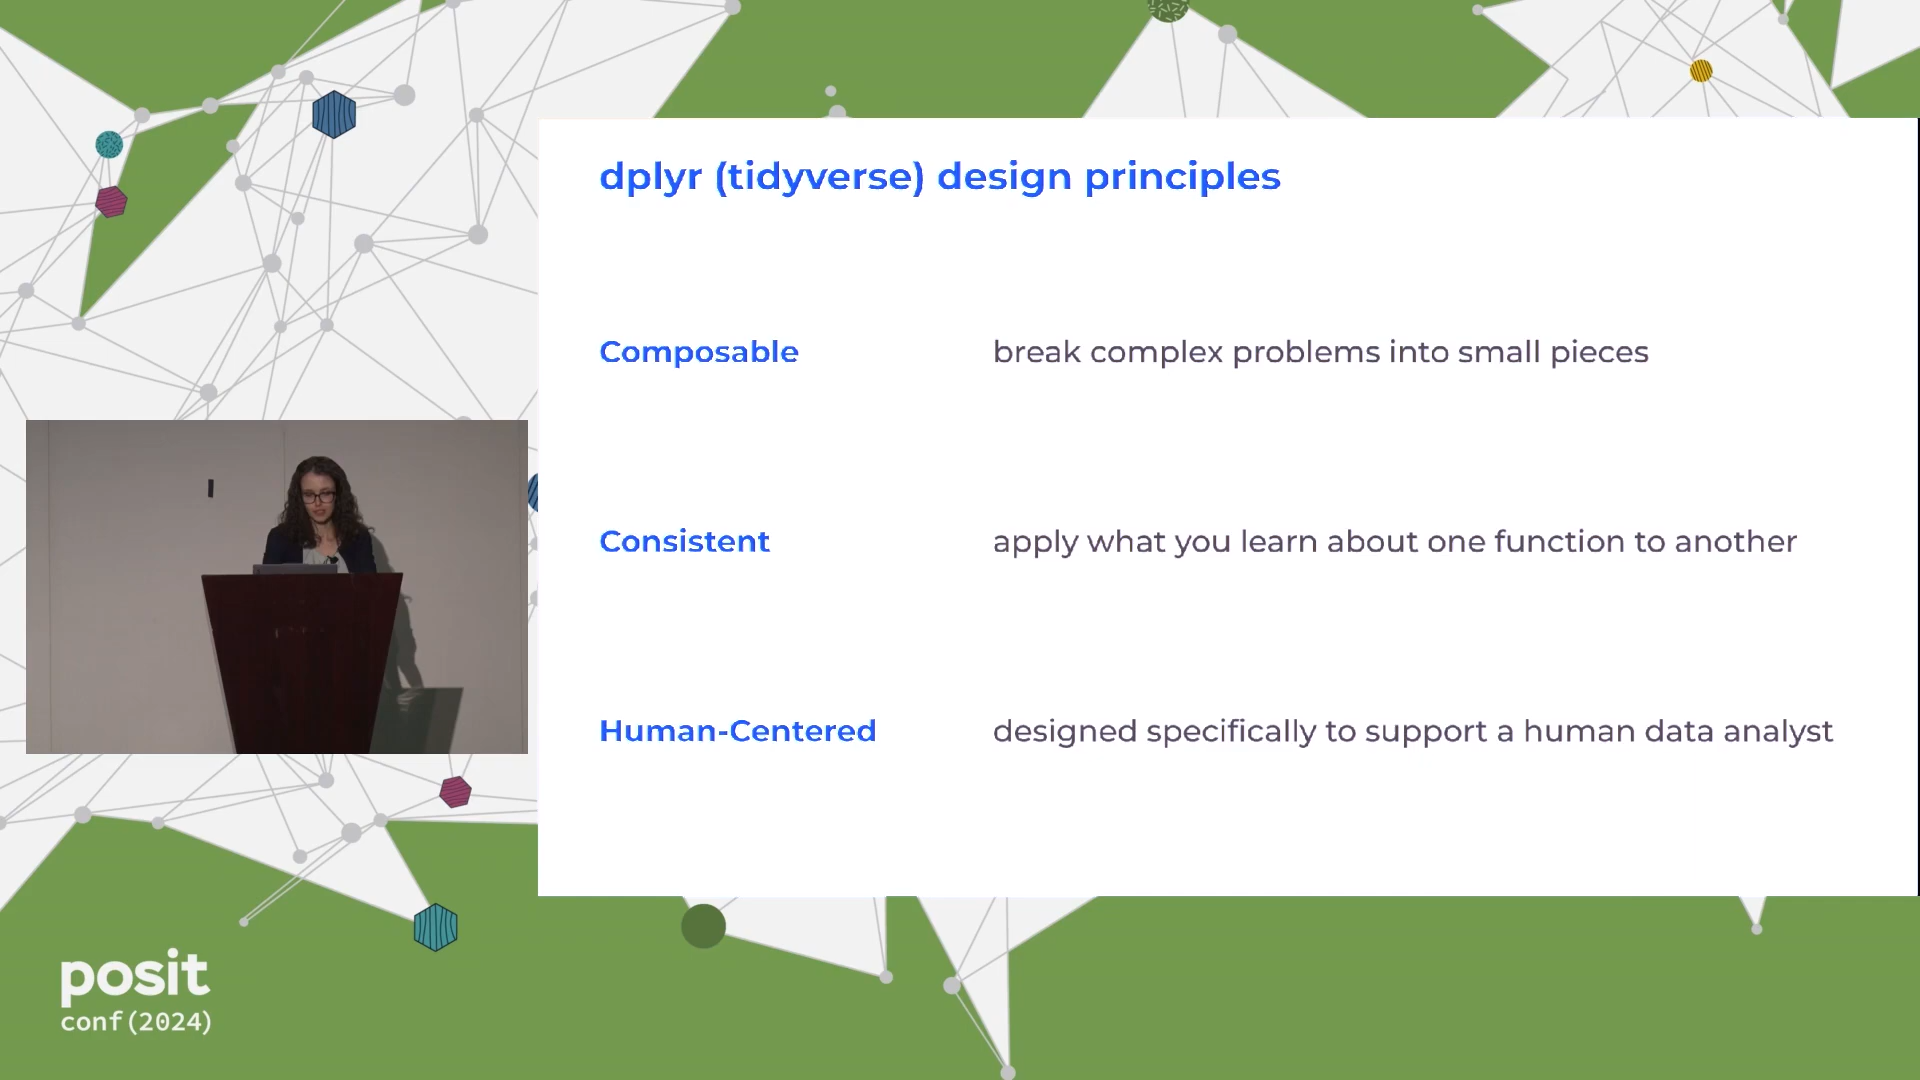 dplyr (tidyverse) design principles
Composable break complex problems into small pieces
Consistent apply what you learn about one function to another
Human-Centered designed specifically to support a human data analyst
posit
conf(2024)